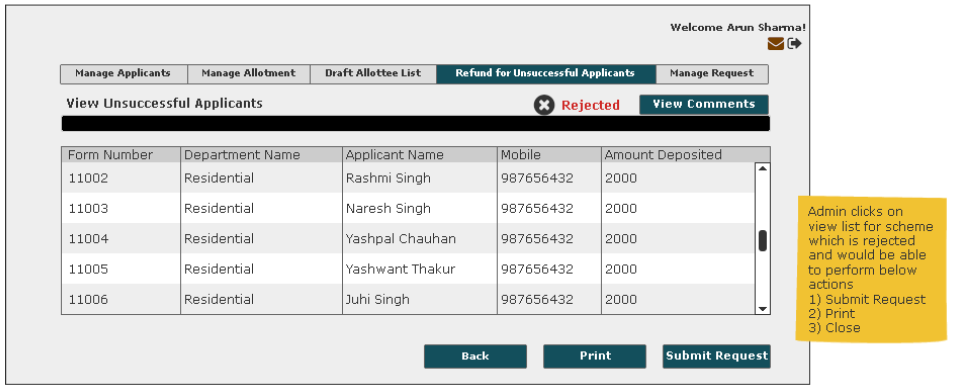 Welcome Arun Sharma!
Manage Applicants Manage Allotment Draft Allottee List Refund for Unsuccessful Applicants Manage Request
View Unsuccessful Applicants Rejected View Comments
Form Number Department Name Applicant Name Mobile Amount Deposited
11002 Residential Rashmi Singh 987656432 2000
11003 Residential Naresh Singh 987656432 2000
11004 Residential Yashpal Chauhan 987656432 2000
11005 Residential Yashwant Thakur 987656432 2000
11006 Residential Juhi Singh 987656432 2000
Back Print Submit Request
Admin clicks on
view list for scheme
which is rejected
and would be able
to perform below
actions
1) Submit Request
2) Print
3) Close